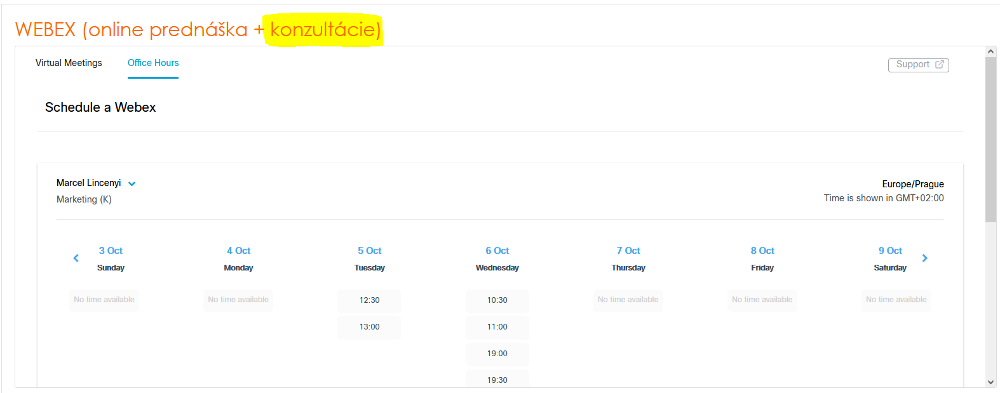 WEBEX (online prednáška + konzultácie)
Virtual Meetings Office Hours Support
Schedule a Webex
Marcel Lincenyi Europe/Prague
Marketing (K) Time is shown in GMT+02:00
3 Oct 4 Oct 5 Oct 6 Oct 7 Oct 8 Oct 9 Oct
Sunday Monday Tuesday Wednesday Thursday Friday Saturday
No time available No time available 12:30 10:30 No time available No time available No time available
13:00 11:00
19:00
19:30